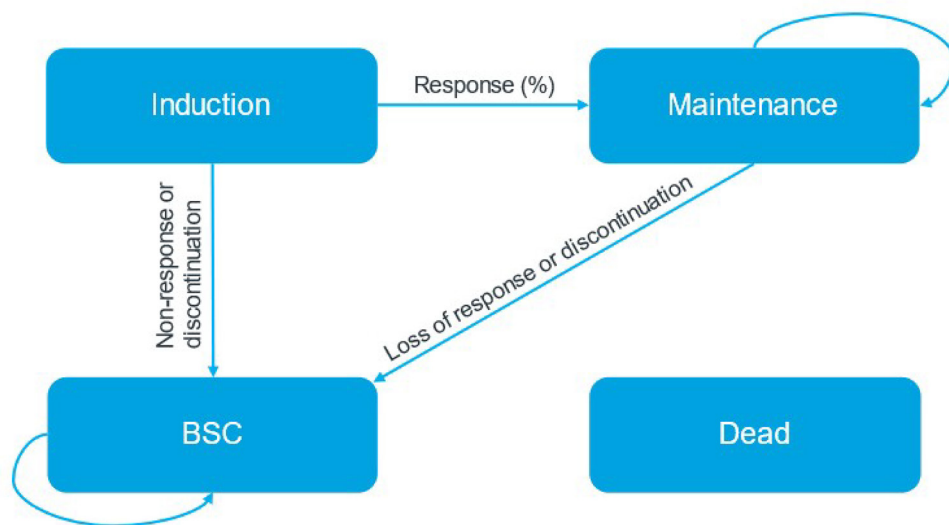 Induction
Response (%)
Maintenance
Non-response or
discontinuation
Loss of response or discontinuation
BSC
Dead